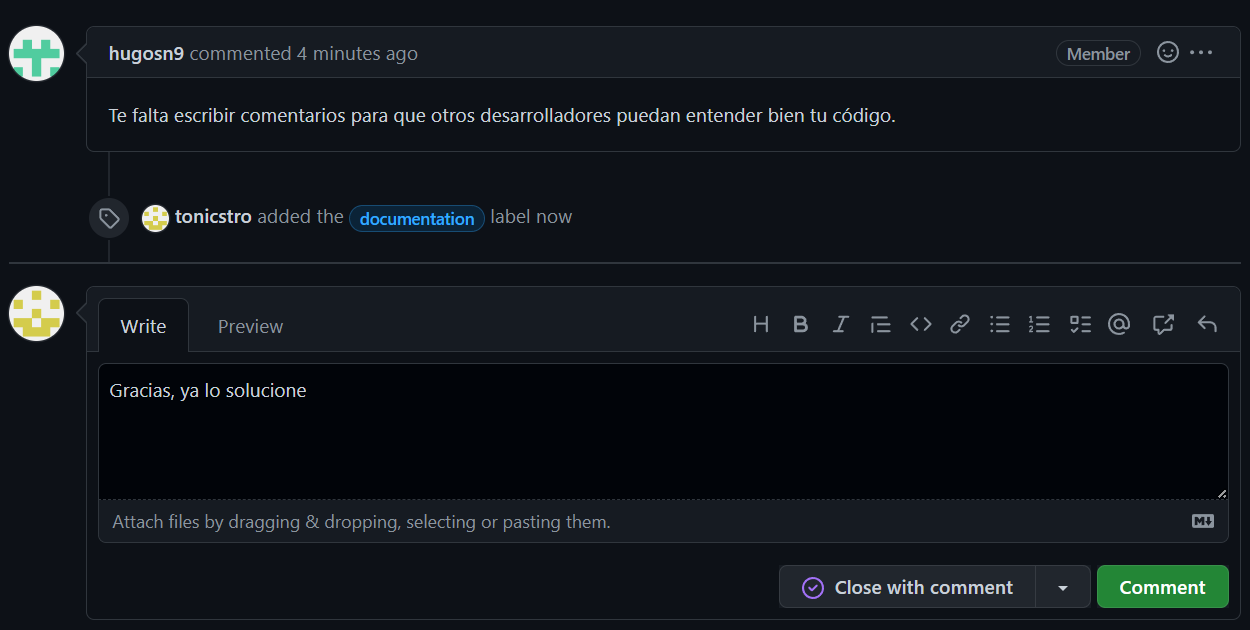 hugosn9 commented 4 minutes ago
Member
Te falta escribir comentarios para que otros desarrolladores puedan entender bien tu código.
tonicstro added the documentation label now
Write Preview
Gracias, ya lo solucione
Attach files by dragging & dropping, selecting or pasting them.
Close with comment
Comment